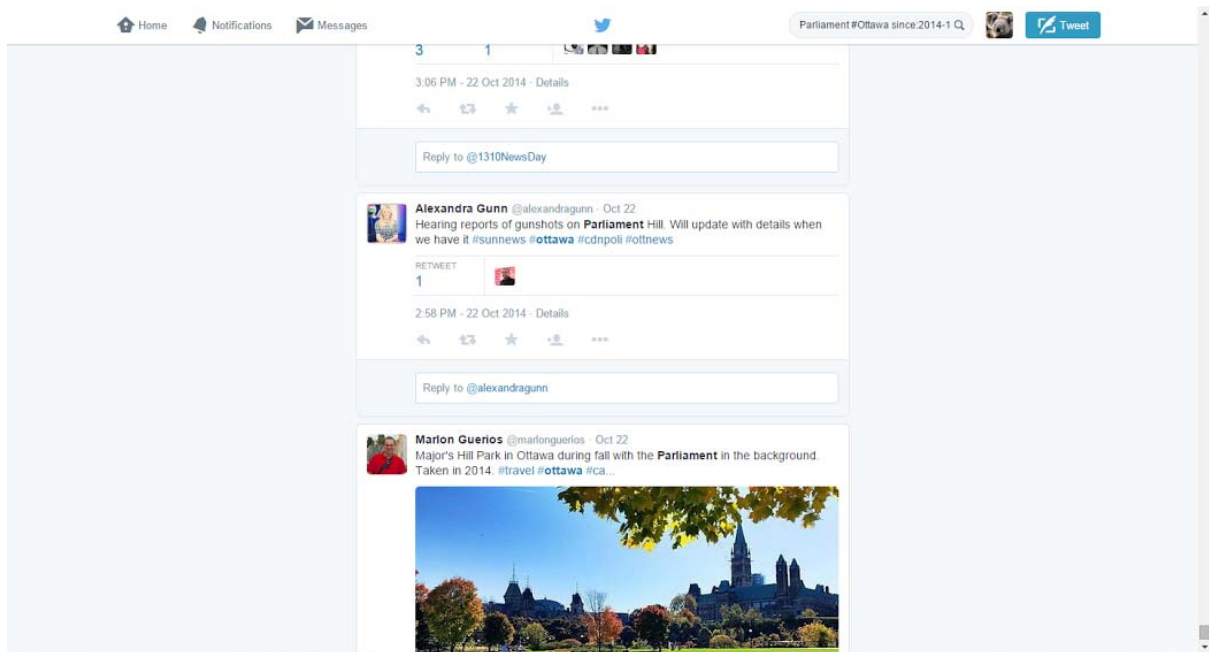 Home Notifications Messages Parliament #Ottawa since:2014-1 Tweet
3 1
3:06 PM - 22 Oct 2014 · Details
Reply to @1310NewsDay
Alexandra Gunn @alexandragunn · Oct 22
Hearing reports of gunshots on Parliament Hill. Will update with details when
we have it #sunnews #ottawa #cdnpoli #ottnews
RETWEET
1
2:58 PM - 22 Oct 2014 · Details
Reply to @alexandragunn
Marlon Guerios @marlonguerios · Oct 22
Major's Hill Park in Ottawa during fall with the Parliament in the background.
Taken in 2014. #travel #ottawa #ca...